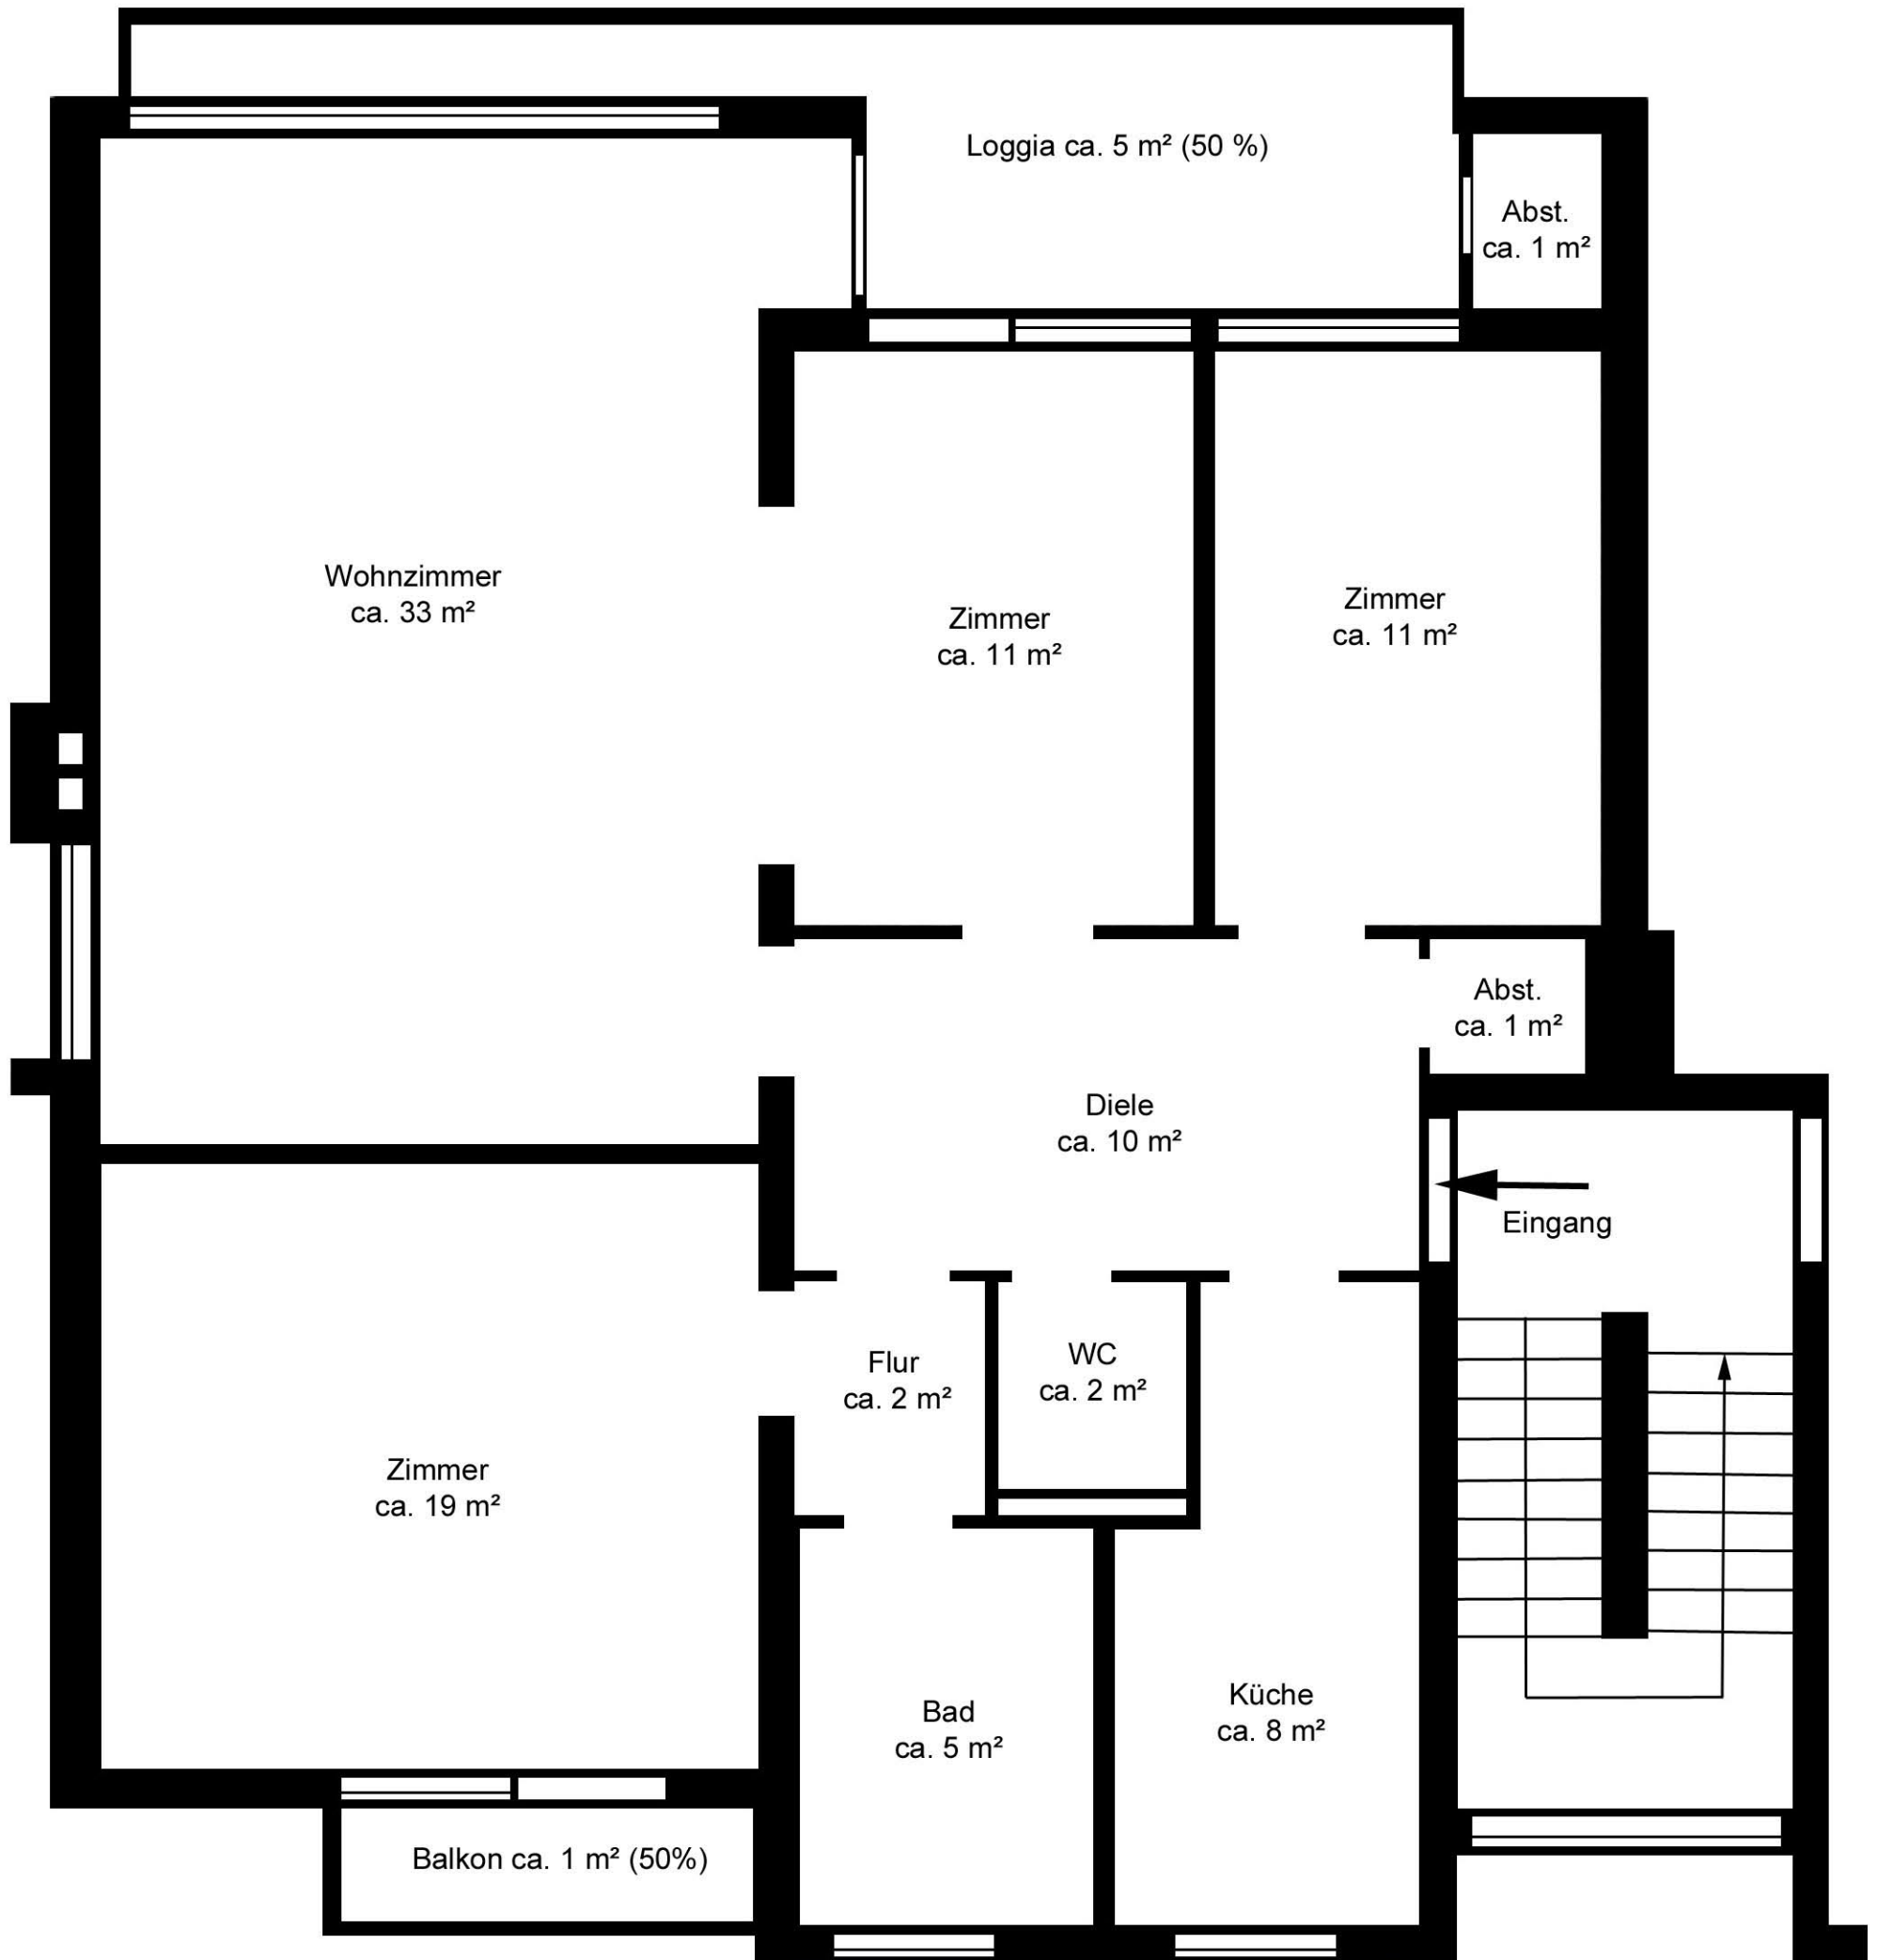 Loggia ca. 5 m² (50 %)
Abst.
ca. 1 m²
Wohnzimmer
ca. 33 m²
Zimmer
ca. 11 m²
Zimmer
ca. 11 m²
Abst.
ca. 1 m²
Diele
ca. 10 m²
Eingang
Flur
ca. 2 m²
WC
ca. 2 m²
Zimmer
ca. 19 m²
Bad
ca. 5 m²
Küche
ca. 8 m²
Balkon ca. 1 m² (50%)